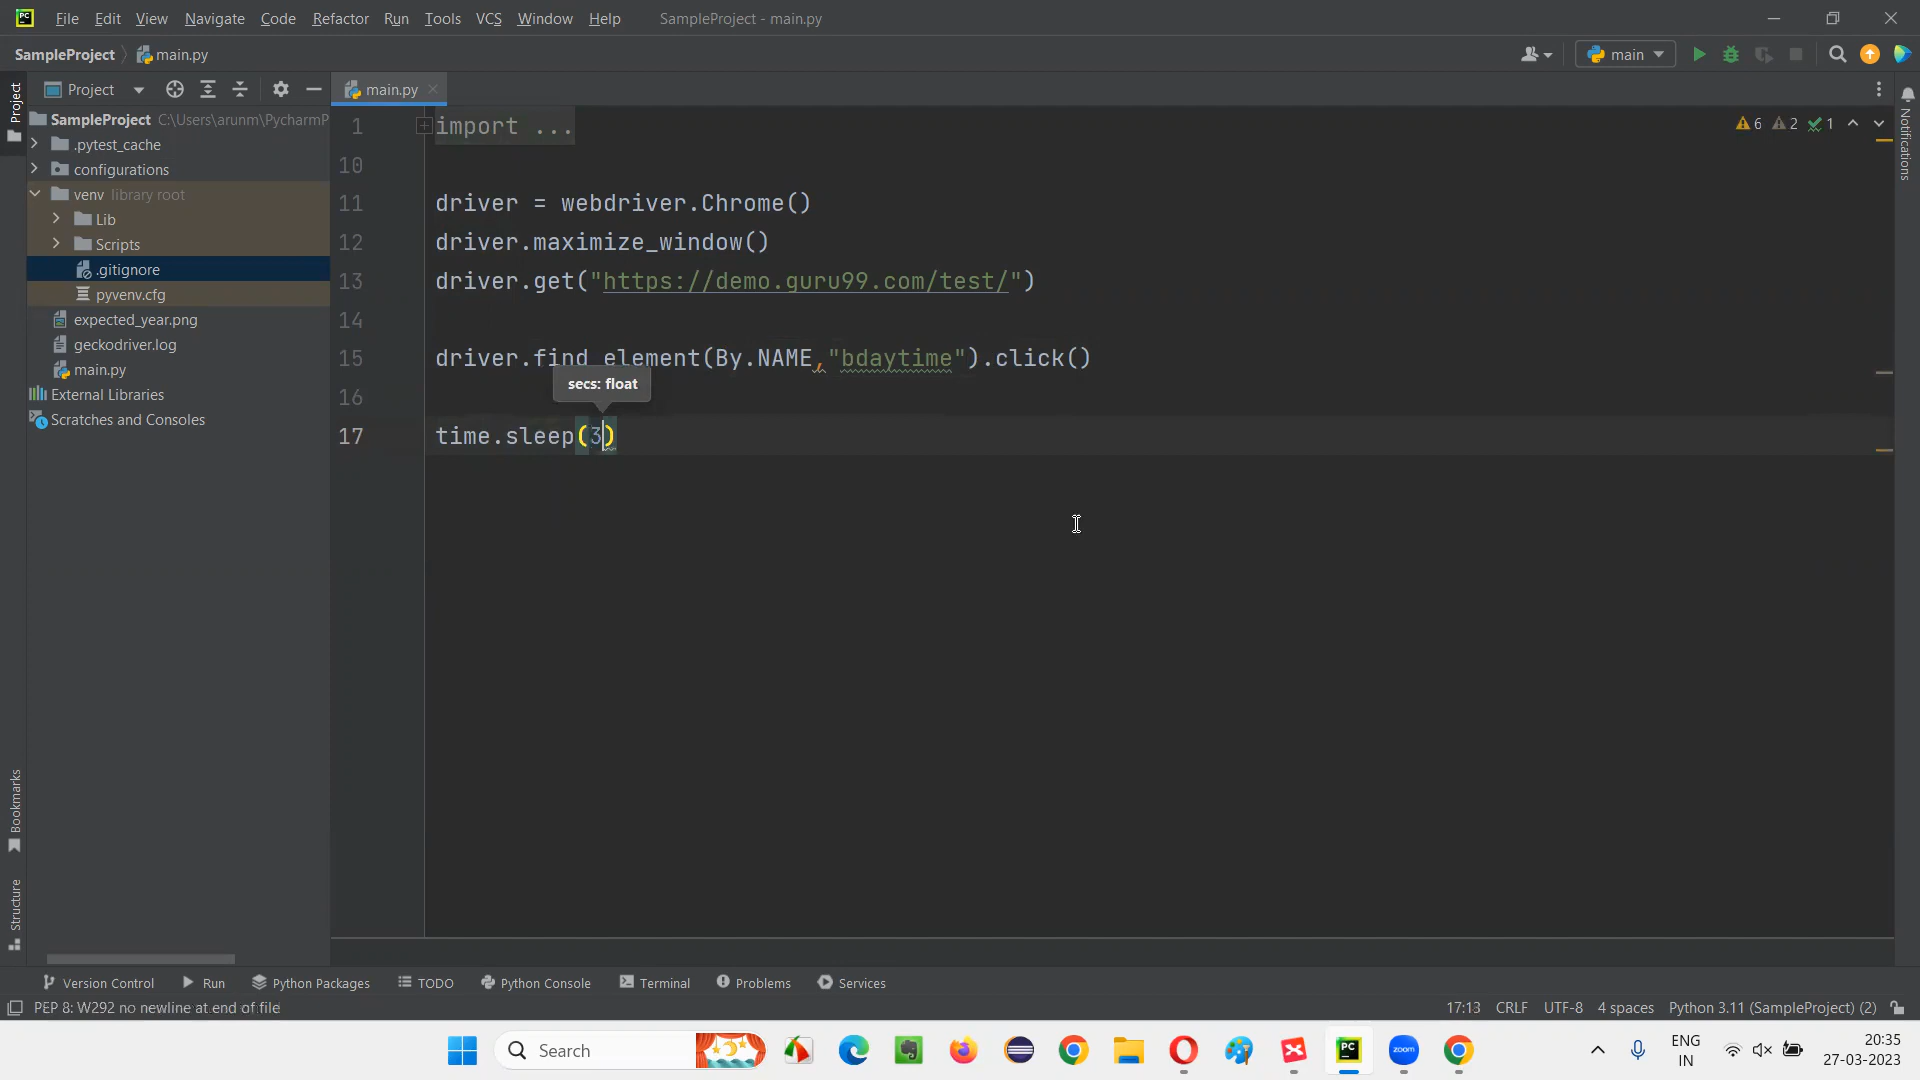 PC
File Edit View Navigate Code Refactor Run Tools VCS Window Help SampleProject - main.py
SampleProject main.py main
Project
SampleProject C:\Users\arunm\PycharmP
.pytest_cache
configurations
venv library root
Lib
Scripts
.gitignore
pyvenv.cfg
expected_year.png
geckodriver.log
main.py
External Libraries
Scratches and Consoles
Project
Bookmarks
Structure
main.py
6 2 1
1 import ...
10
11 driver = webdriver.Chrome()
12 driver.maximize_window()
13 driver.get("https://demo.guru99.com/test/")
14
15 driver.find_element(By.NAME,"bdaytime").click()
16
secs: float
17 time.sleep(3)
Notifications
Version Control Run Python Packages TODO Python Console Terminal Problems Services
PEP 8: W292 no newline at end of file 17:13 CRLF UTF-8 4 spaces Python 3.11 (SampleProject) (2)
Search
PC
zoom
ENG
IN
20:35
27-03-2023